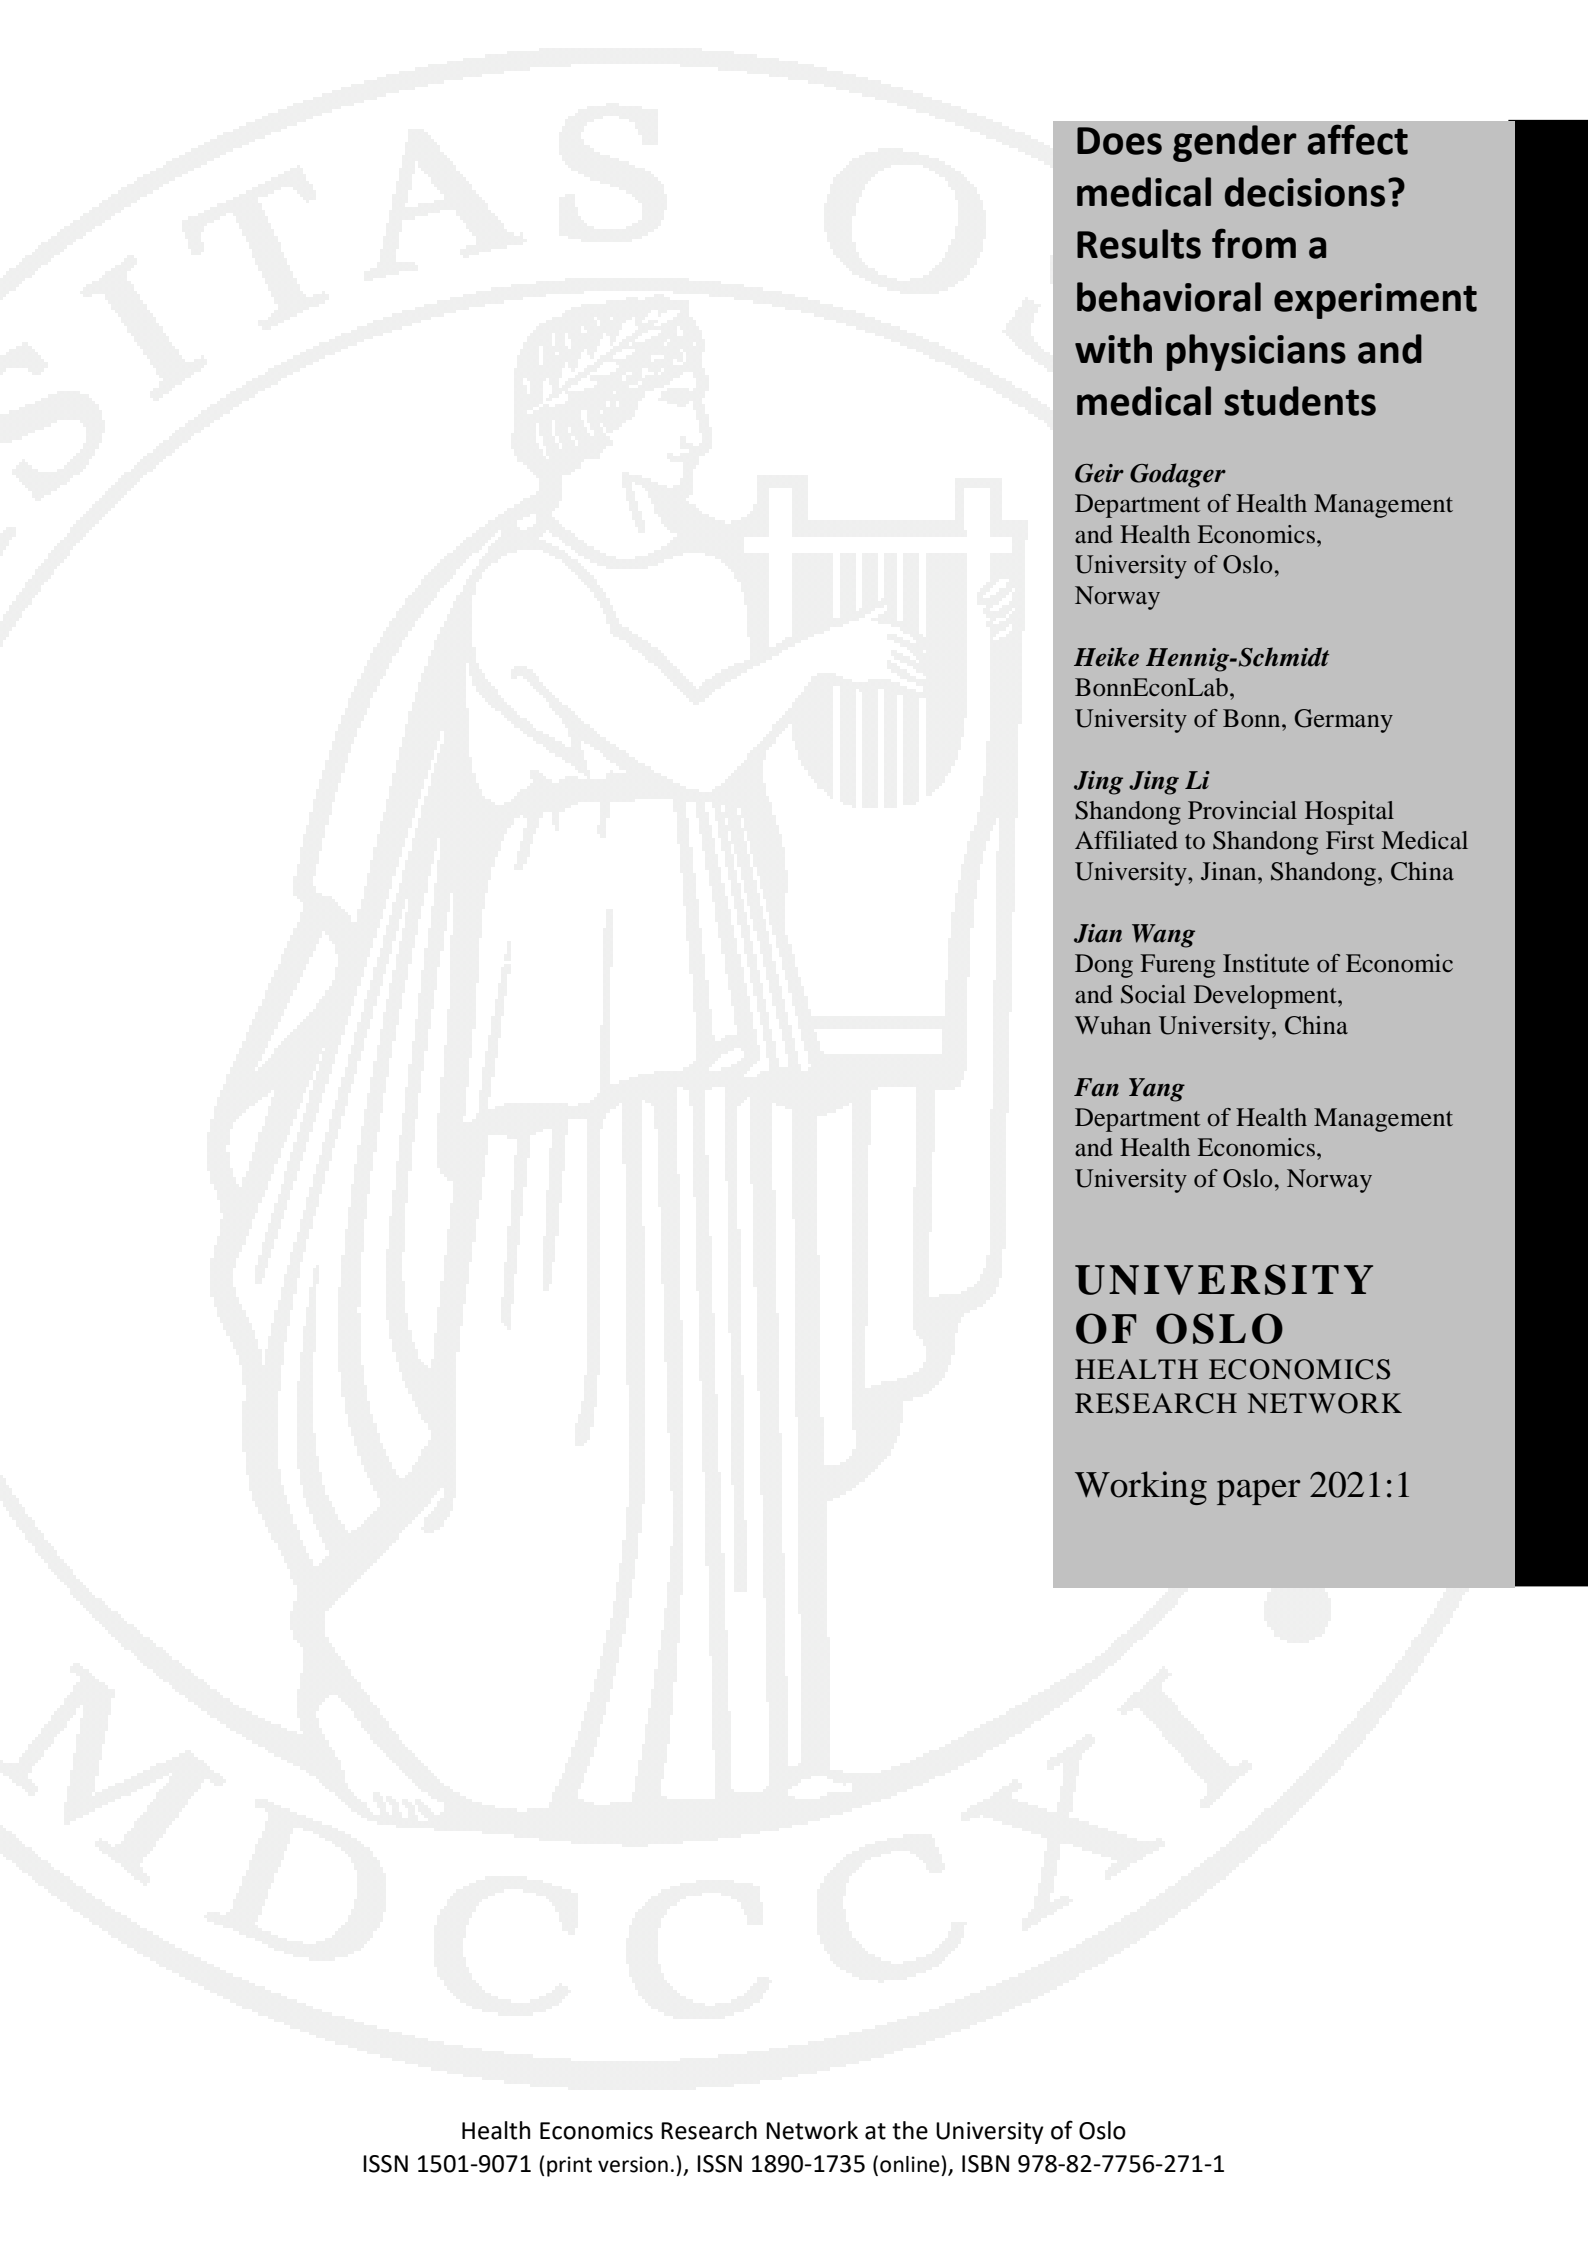 SITAS OS
Does gender affect
medical decisions?
Results from a
behavioral experiment
with physicians and
medical students
Geir Godager
Department of Health Management
and Health Economics,
University of Oslo,
Norway
Heike Hennig-Schmidt
BonnEconLab,
University of Bonn, Germany
Jing Jing Li
Shandong Provincial Hospital
Affiliated to Shandong First Medical
University, Jinan, Shandong, China
Jian Wang
Dong Fureng Institute of Economic
and Social Development,
Wuhan University, China
Fan Yang
Department of Health Management
and Health Economics,
University of Oslo, Norway
UNIVERSITY
OF OSLO
HEALTH ECONOMICS
RESEARCH NETWORK
Working paper 2021:1
MDCCCXI
Health Economics Research Network at the University of Oslo
ISSN 1501-9071 (print version.), ISSN 1890-1735 (online), ISBN 978-82-7756-271-1